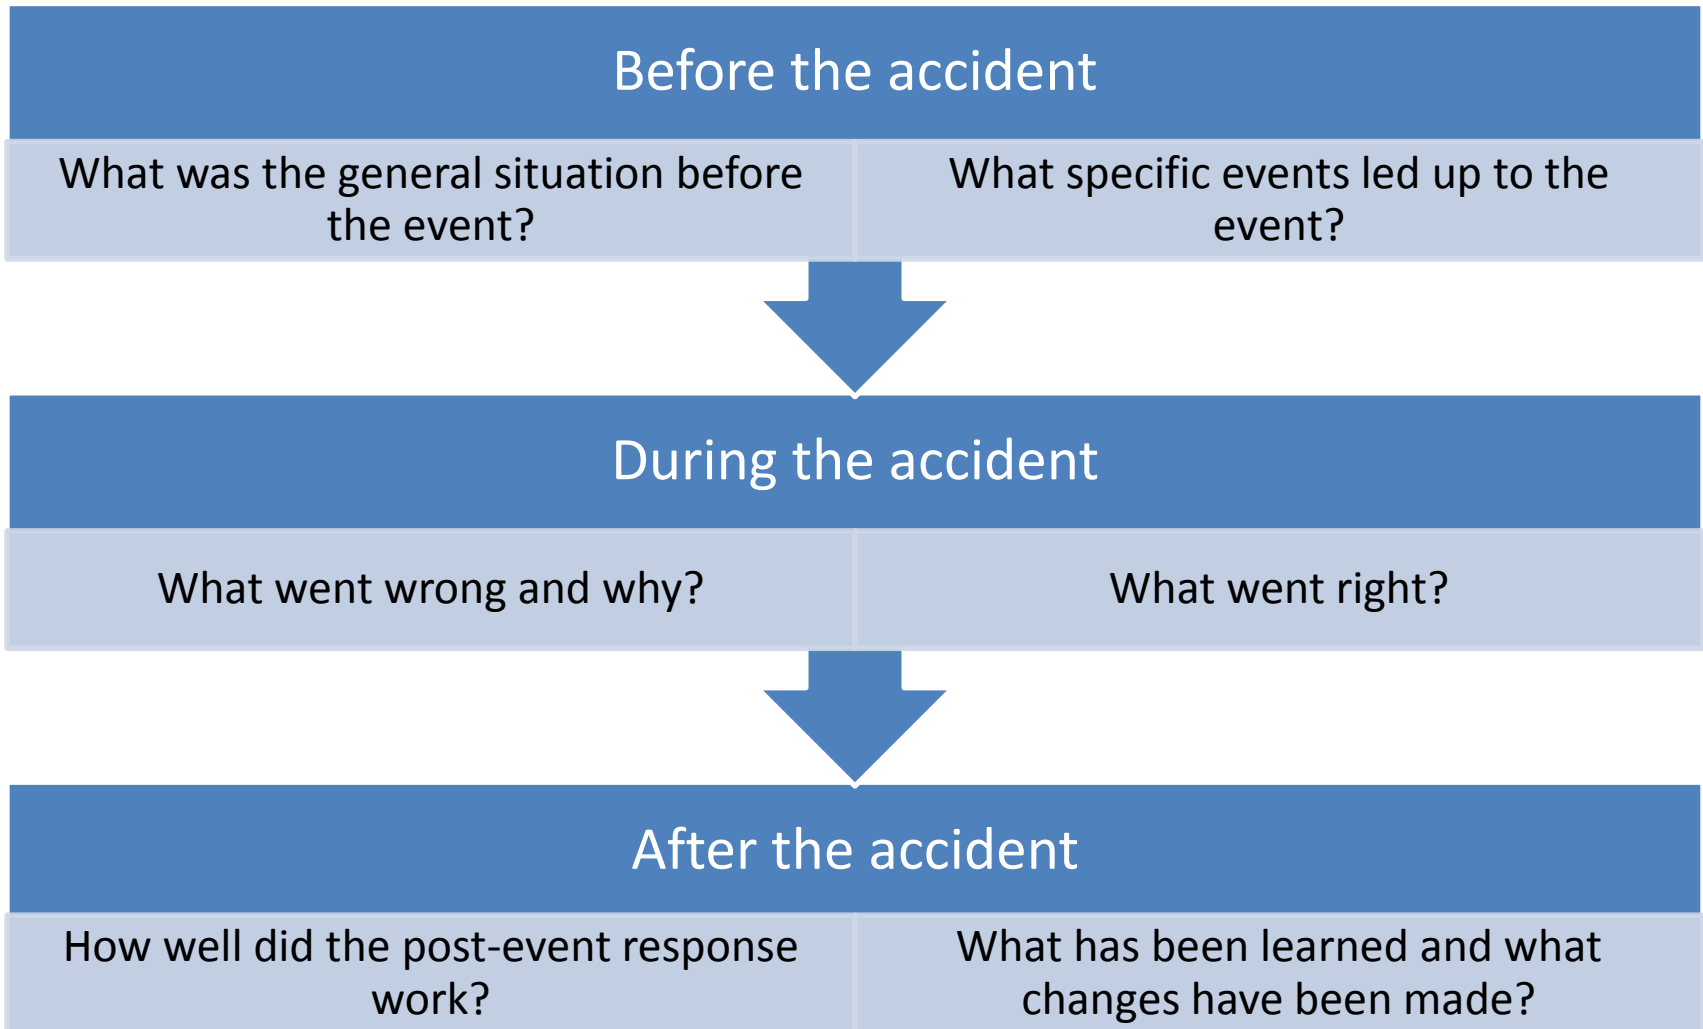 Before the accident
What was the general situation before
the event?
What specific events led up to the
event?
During the accident
What went wrong and why?
What went right?
After the accident
How well did the post-event response
work?
What has been learned and what
changes have been made?